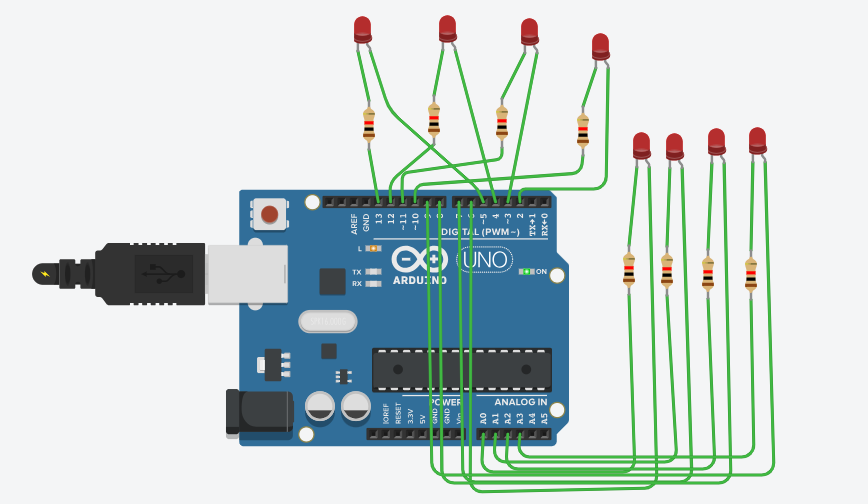 AREF
GND
13
12
~11
~10
9
8
7
6
~5
4
~3
2
TX→1
RX←0
DIGITAL (PWM~)
L
TX
RX
ARDUINO
UNO
ON
POWER
ANALOG IN
IOREF
RESET
3.3V
5V
GND
GND
Vin
A0
A1
A2
A3
A4
A5